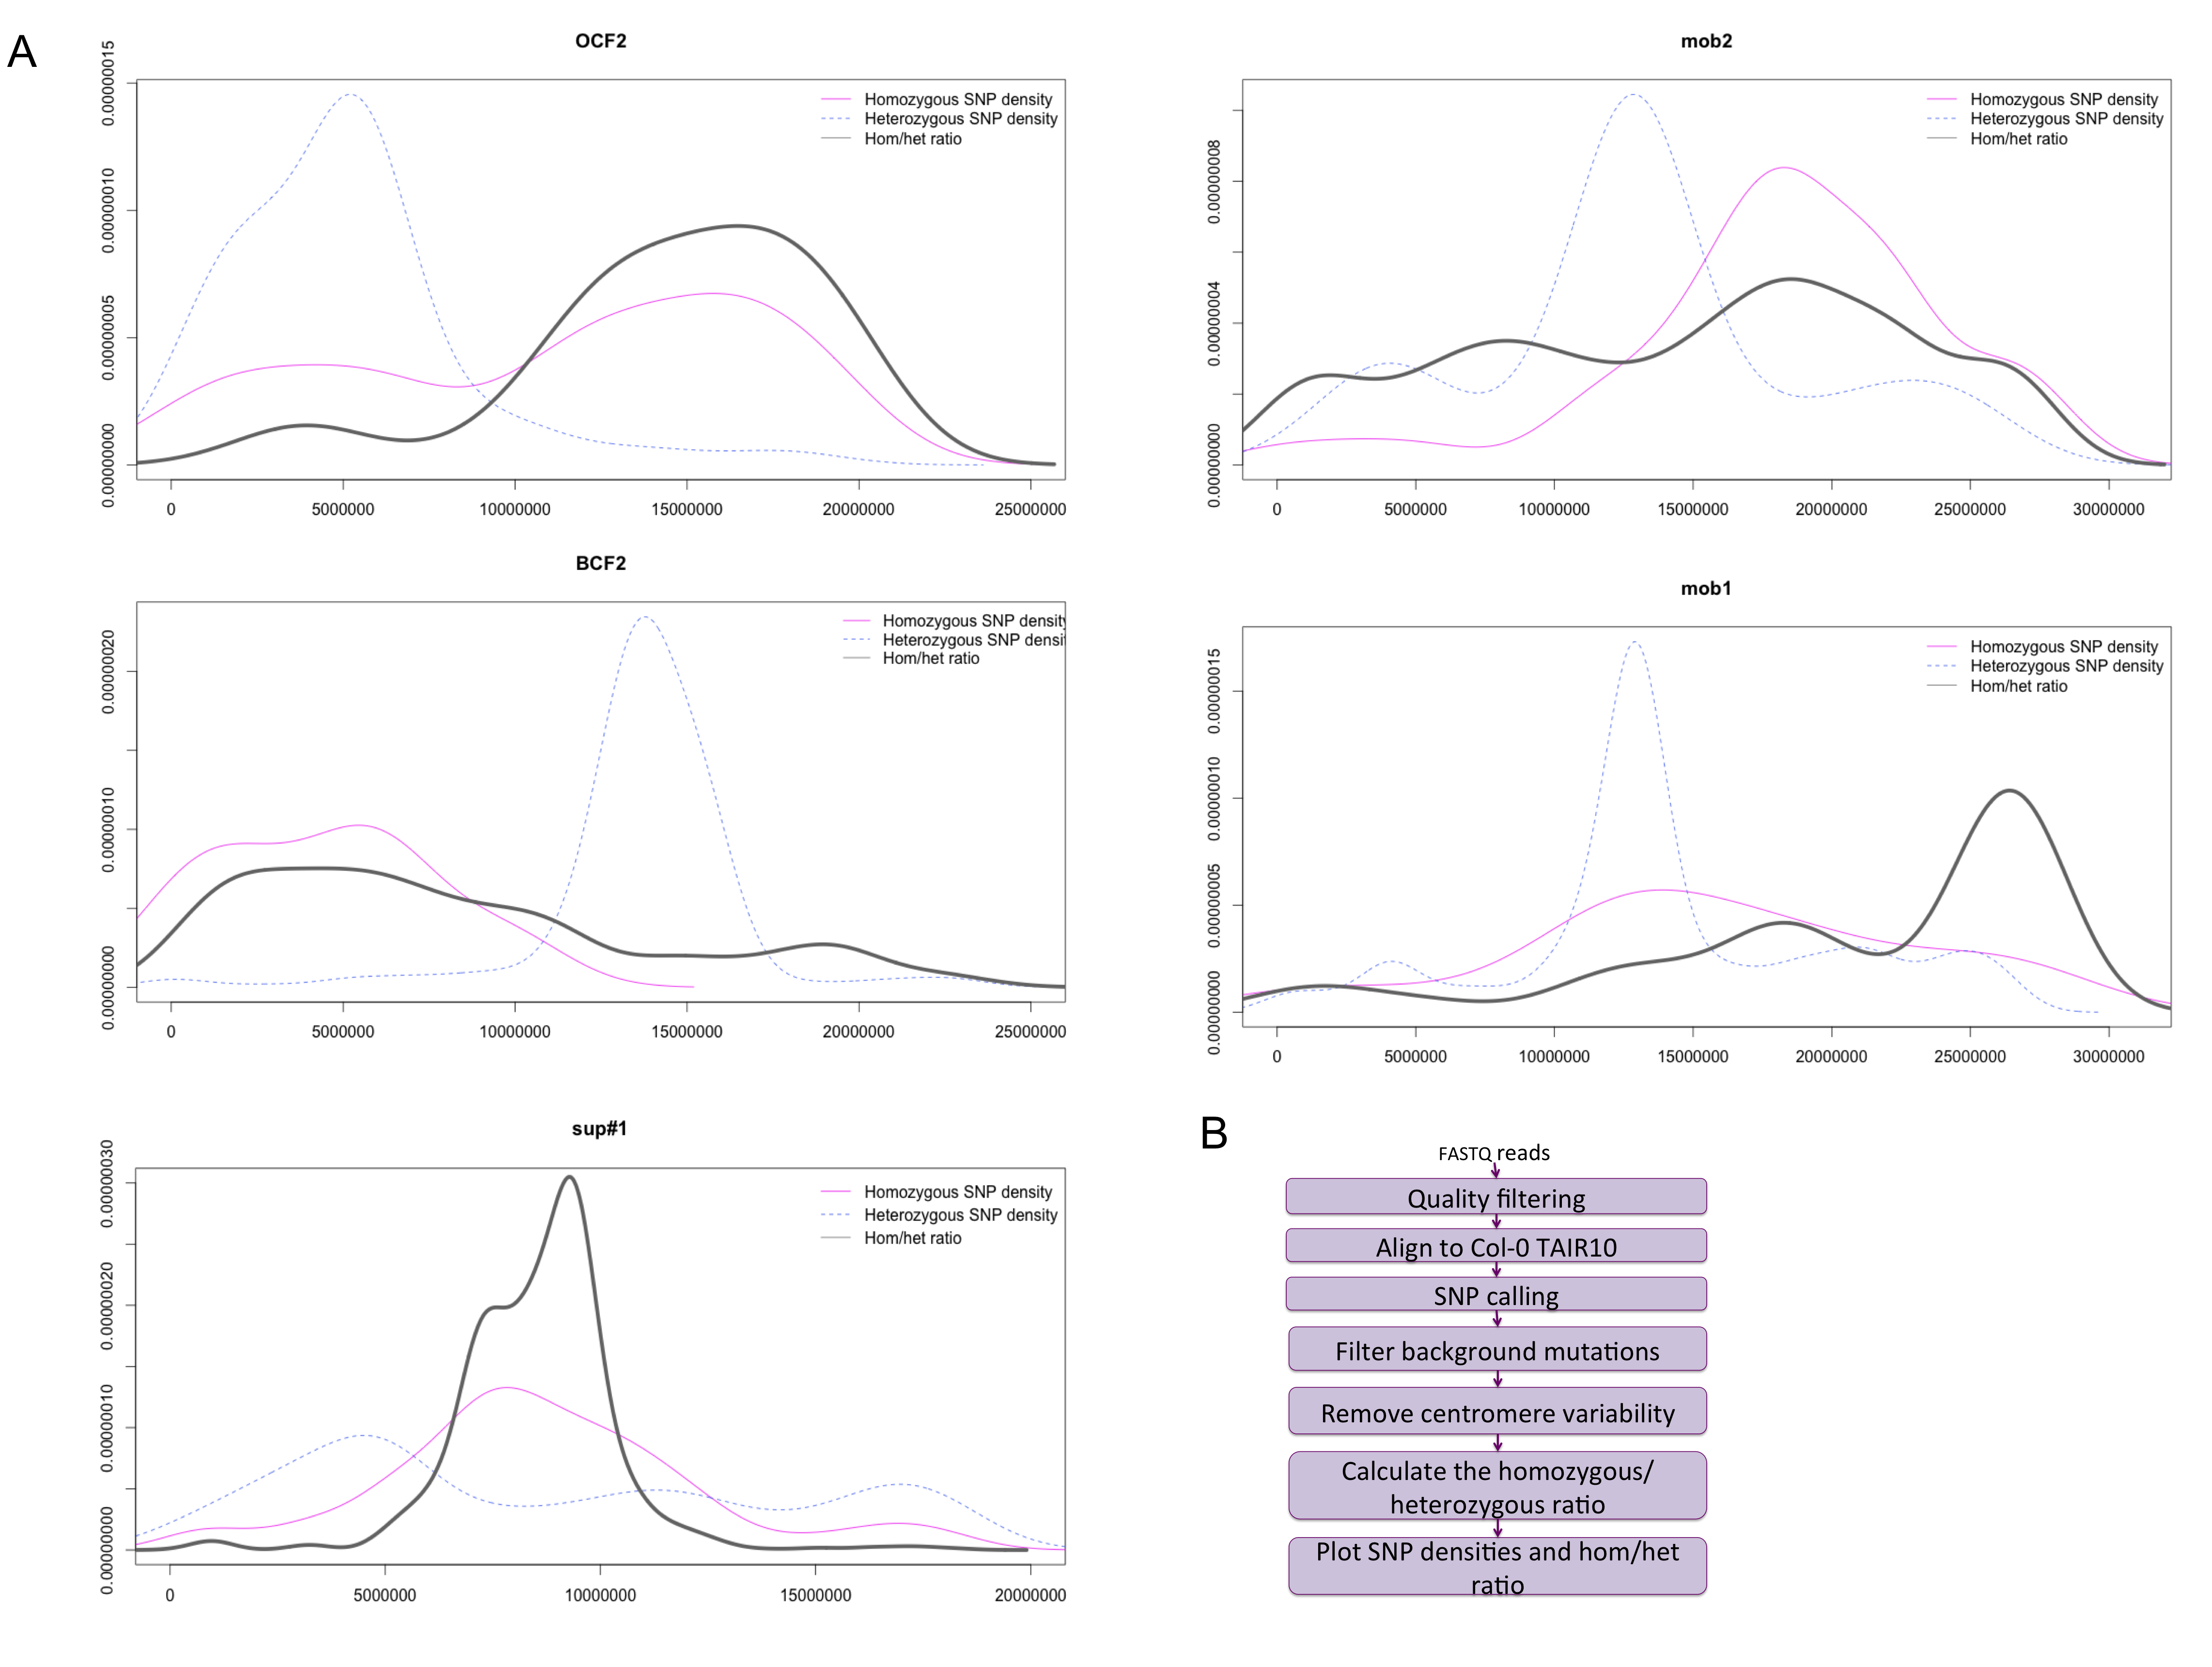 A
OCF2
Homozygous SNP density
Heterozygous SNP density
Hom/het ratio
0.00000000 0.00000005 0.00000010 0.00000015
0 5000000 10000000 15000000 20000000 25000000
mob2
Homozygous SNP density
Heterozygous SNP density
Hom/het ratio
0.00000000 0.00000004 0.00000008
0 5000000 10000000 15000000 20000000 25000000 30000000
BCF2
Homozygous SNP density
Heterozygous SNP densi
Hom/het ratio
0.00000000 0.00000010 0.00000020
0 5000000 10000000 15000000 20000000 25000000
mob1
Homozygous SNP density
Heterozygous SNP density
Hom/het ratio
0.00000000 0.00000005 0.00000010 0.00000015
0 5000000 10000000 15000000 20000000 25000000 30000000
sup#1
Homozygous SNP density
Heterozygous SNP density
Hom/het ratio
0.00000000 0.00000010 0.00000020 0.00000030
0 5000000 10000000 15000000 20000000
B
FASTQ reads
Quality filtering
Align to Col-0 TAIR10
SNP calling
Filter background mutations
Remove centromere variability
Calculate the homozygous/
heterozygous ratio
Plot SNP densities and hom/het
ratio